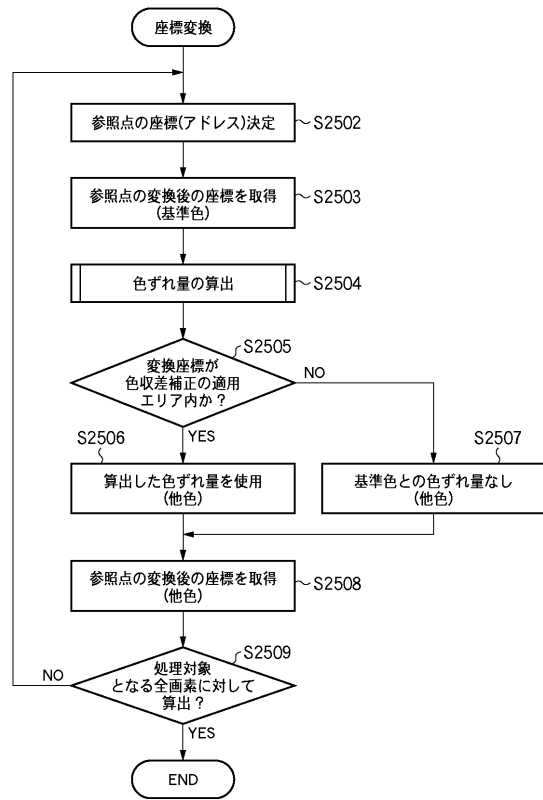 座標変換
参照点の座標(アドレス)決定
S2502
参照点の変換後の座標を取得
(基準色)
S2503
色ずれ量の算出
S2504
S2505
変換座標が
色収差補正の適用
エリア内か?
NO
YES
S2506
算出した色ずれ量を使用
(他色)
S2507
基準色との色ずれ量なし
(他色)
参照点の変換後の座標を取得
(他色)
S2508
S2509
処理対象
となる全画素に対して
算出?
NO
YES
END